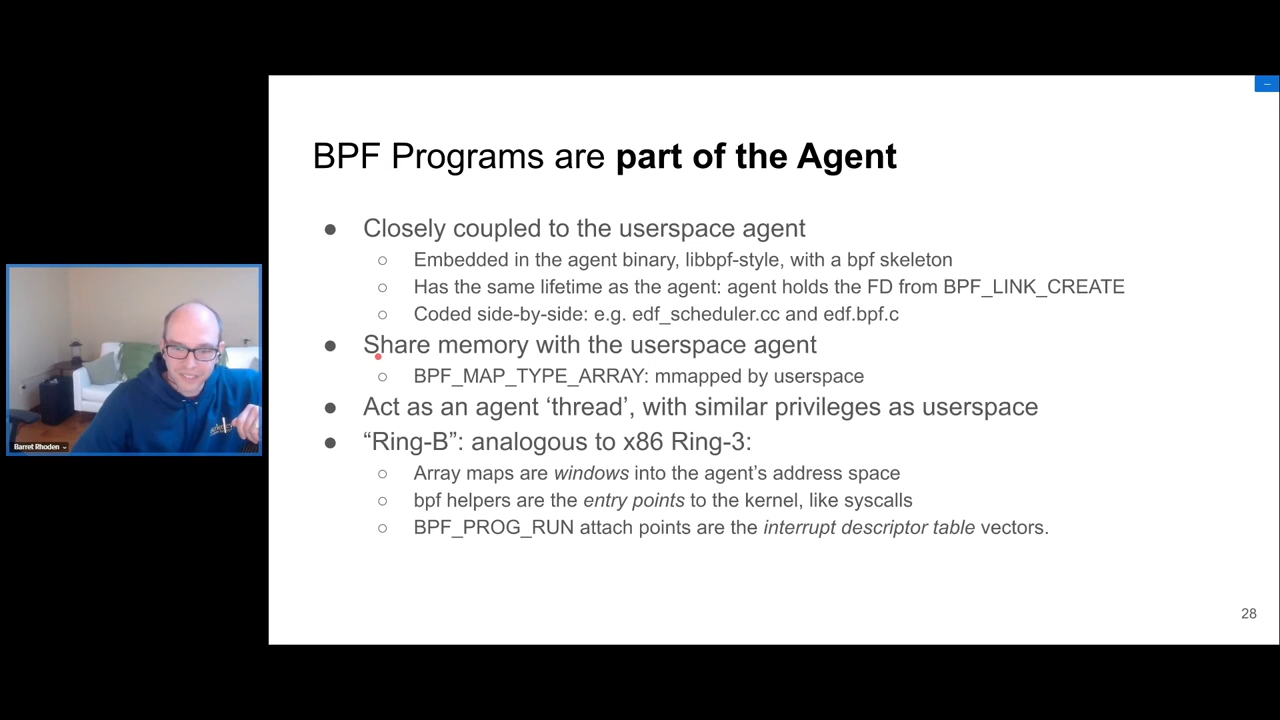 BPF Programs are part of the Agent
● Closely coupled to the userspace agent
○ Embedded in the agent binary, libbpf-style, with a bpf skeleton
○ Has the same lifetime as the agent: agent holds the FD from BPF_LINK_CREATE
○ Coded side-by-side: e.g. edf_scheduler.cc and edf.bpf.c
● Share memory with the userspace agent
○ BPF_MAP_TYPE_ARRAY: mmapped by userspace
● Act as an agent ‘thread’, with similar privileges as userspace
● “Ring-B”: analogous to x86 Ring-3:
○ Array maps are windows into the agent’s address space
○ bpf helpers are the entry points to the kernel, like syscalls
○ BPF_PROG_RUN attach points are the interrupt descriptor table vectors.
28
Barret Rhoden